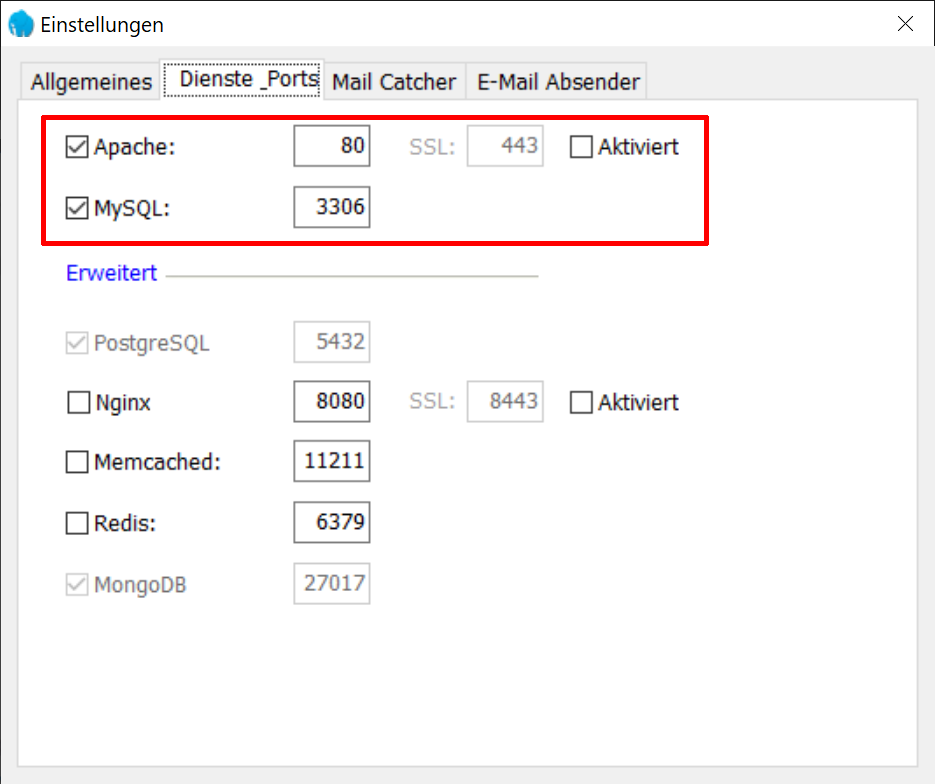 Einstellungen
Allgemeines Dienste _Ports Mail Catcher E-Mail Absender
Apache: 80 SSL: 443 Aktiviert
MySQL: 3306
Erweitert
PostgreSQL 5432
Nginx 8080 SSL: 8443 Aktiviert
Memcached: 11211
Redis: 6379
MongoDB 27017